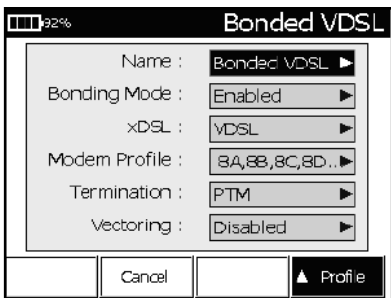 92% Bonded VDSL
Name : Bonded VDSL
Bonding Mode : Enabled
xDSL : VDSL
Modem Profile : 8A,8B,8C,8D...
Termination : PTM
Vectoring : Disabled
Cancel ▲ Profile